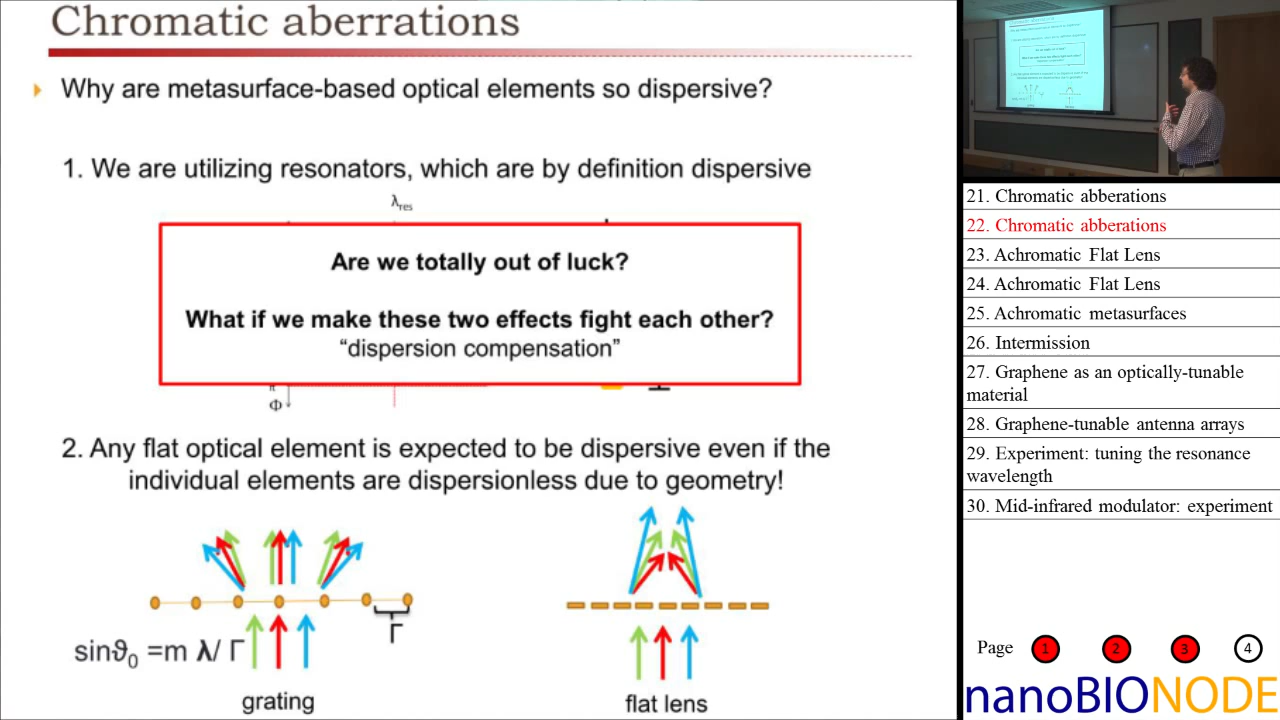 Chromatic aberrations
Why are metasurface-based optical elements so dispersive?
1. We are utilizing resonators, which are by definition dispersive
λres
Are we totally out of luck?
What if we make these two effects fight each other?
“dispersion compensation”
π
Φ
2. Any flat optical element is expected to be dispersive even if the
individual elements are dispersionless due to geometry!
Γ
sinϑ0 =m λ/ Γ
grating
flat lens
21. Chromatic abberations
22. Chromatic abberations
23. Achromatic Flat Lens
24. Achromatic Flat Lens
25. Achromatic metasurfaces
26. Intermission
27. Graphene as an optically-tunable
material
28. Graphene-tunable antenna arrays
29. Experiment: tuning the resonance
wavelength
30. Mid-infrared modulator: experiment
Page 1 2 3 4
nanoBIONODE